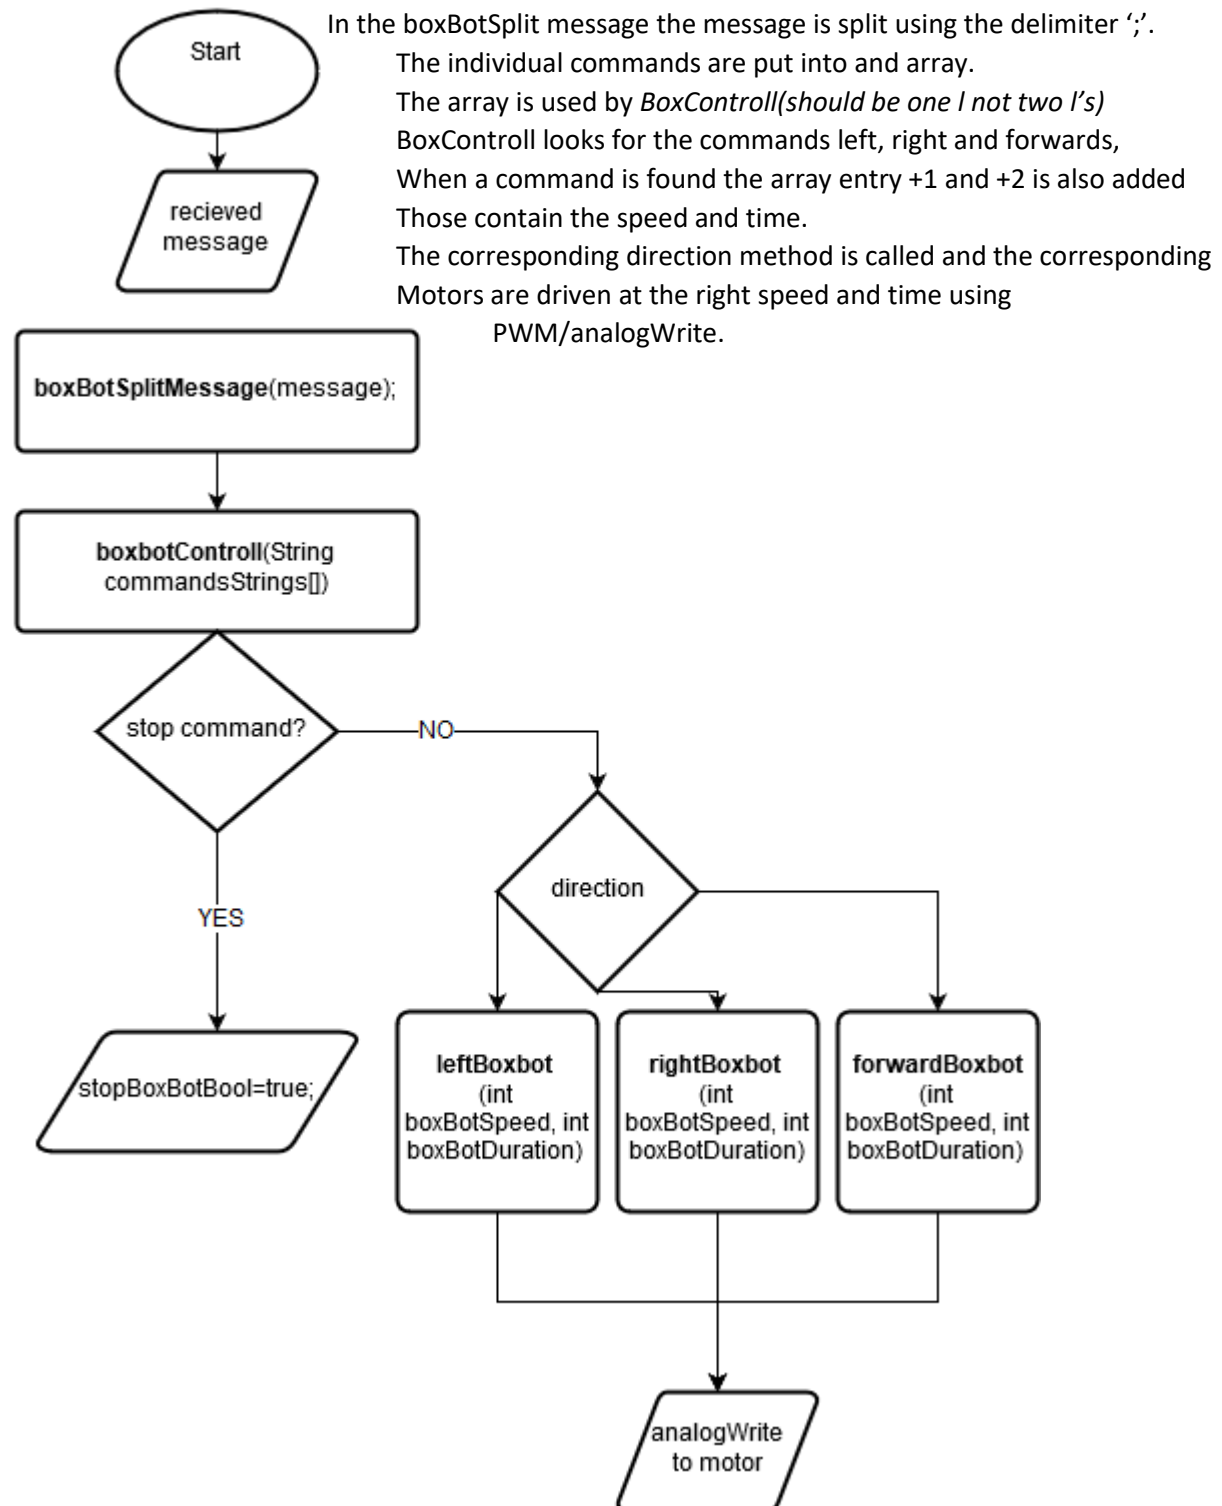 Start
In the boxBotSplit message the message is split using the delimiter ‘;’.
The individual commands are put into and array.
The array is used by BoxControll(should be one l not two l’s)
BoxControll looks for the commands left, right and forwards,
When a command is found the array entry +1 and +2 is also added
Those contain the speed and time.
The corresponding direction method is called and the corresponding
Motors are driven at the right speed and time using
PWM/analogWrite.
recieved
message
boxBotSplitMessage(message);
boxbotControll(String
commandsStrings[])
stop command?
NO
direction
YES
stopBoxBotBool=true;
leftBoxbot
(int
boxBotSpeed, int
boxBotDuration)
rightBoxbot
(int
boxBotSpeed, int
boxBotDuration)
forwardBoxbot
(int
boxBotSpeed, int
boxBotDuration)
analogWrite
to motor